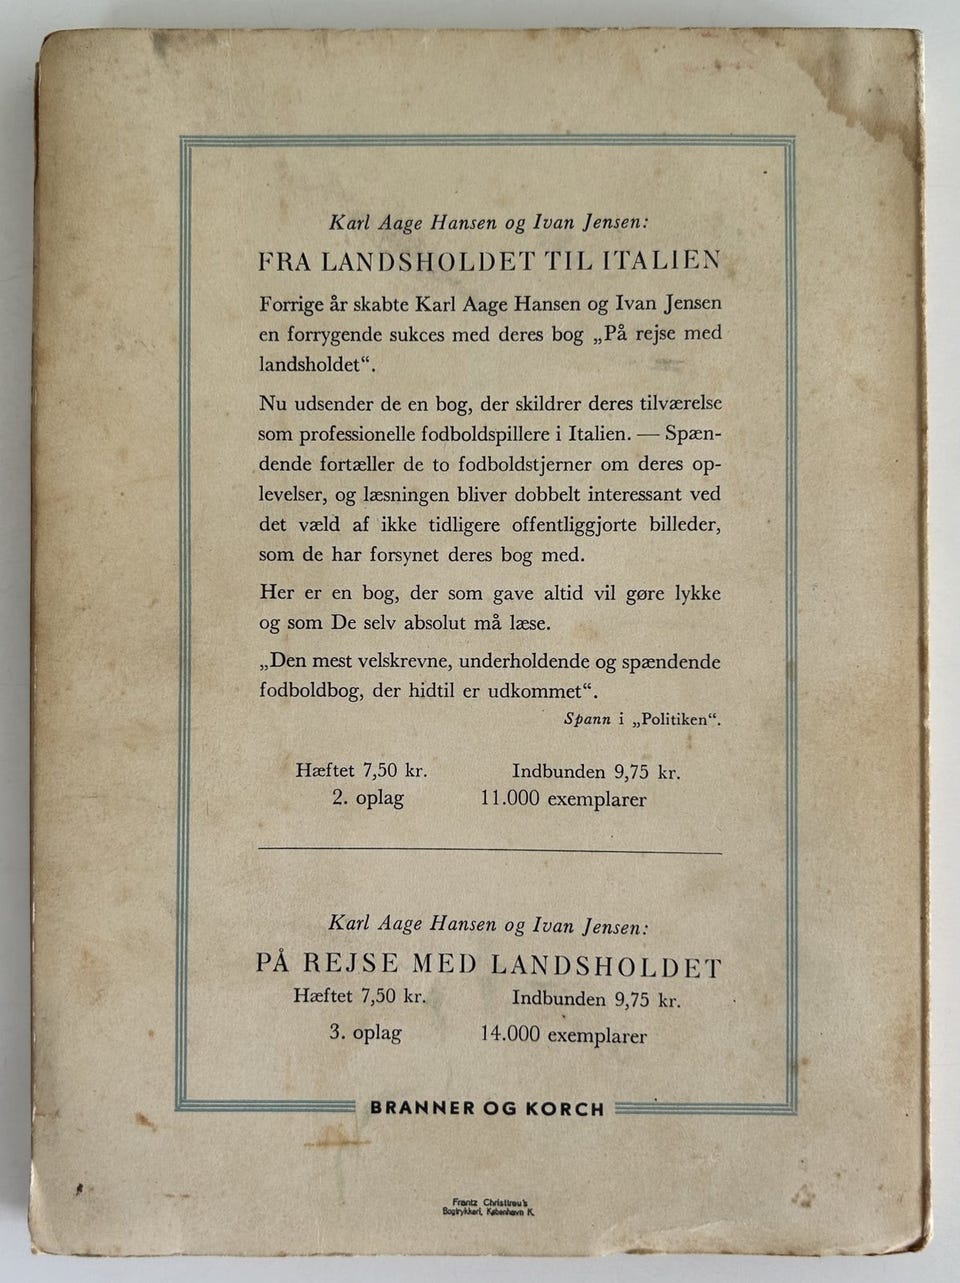 Karl Aage Hansen og Ivan Jensen:
FRA LANDSHOLDET TIL ITALIEN
Forrige år skabte Karl Aage Hansen og Ivan Jensen
en forrygende sukces med deres bog „På rejse med
landsholdet“.
Nu udsender de en bog, der skildrer deres tilværelse
som professionelle fodboldspillere i Italien. — Spæn-
dende fortæller de to fodboldstjerner om deres op-
levelser, og læsningen bliver dobbelt interessant ved
det væld af ikke tidligere offentliggjorte billeder,
som de har forsynet deres bog med.
Her er en bog, der som gave altid vil gøre lykke
og som De selv absolut må læse.
„Den mest velskrevne, underholdende og spændende
fodboldbog, der hidtil er udkommet“.
Spann i „Politiken“.
Hæftet 7,50 kr. Indbunden 9,75 kr.
2. oplag 11.000 exemplarer
Karl Aage Hansen og Ivan Jensen:
PÅ REJSE MED LANDSHOLDET
Hæftet 7,50 kr. Indbunden 9,75 kr.
3. oplag 14.000 exemplarer
BRANNER OG KORCH
Frantz Christtreu's
Bogtrykkeri, København K.